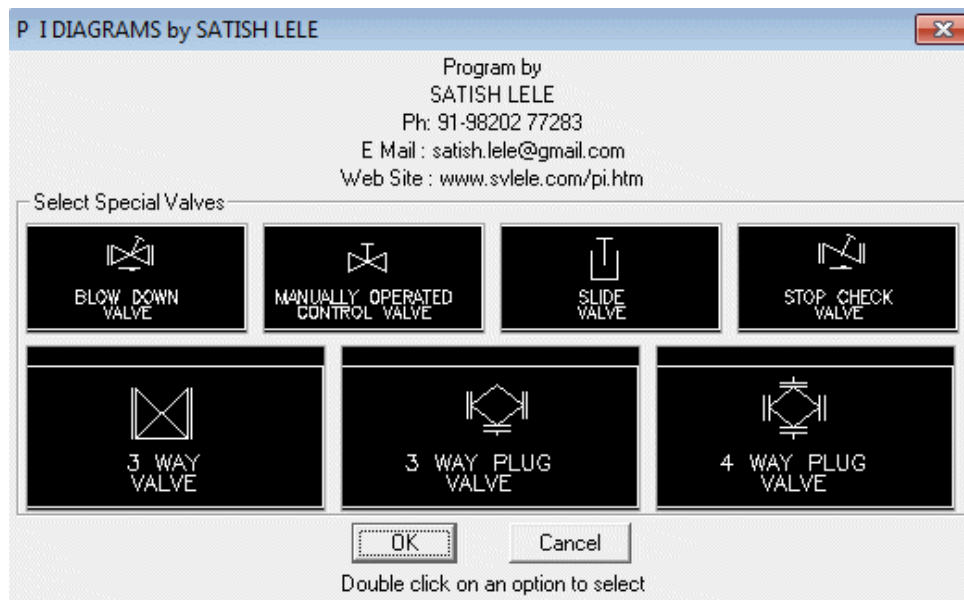 P I DIAGRAMS by SATISH LELE
Program by
SATISH LELE
Ph: 91-98202 77283
E Mail : satish.lele@gmail.com
Web Site : www.svlele.com/pi.htm
Select Special Valves
BLOW DOWN
VALVE
MANUALLY OPERATED
CONTROL VALVE
SLIDE
VALVE
STOP CHECK
VALVE
3 WAY
VALVE
3 WAY PLUG
VALVE
4 WAY PLUG
VALVE
OK
Cancel
Double click on an option to select